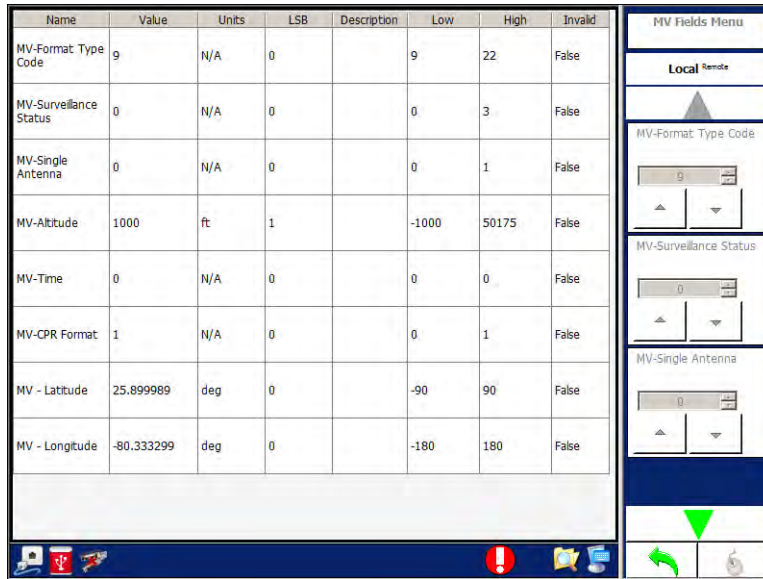 Name Value Units LSB Description Low High Invalid
MV-Format Type Code 9 N/A 0 9 22 False
MV-Surveillance Status 0 N/A 0 0 3 False
MV-Single Antenna 0 N/A 0 0 1 False
MV-Altitude 1000 ft 1 -1000 50175 False
MV-Time 0 N/A 0 0 0 False
MV-CPR Format 1 N/A 0 0 1 False
MV - Latitude 25.899989 deg 0 -90 90 False
MV - Longitude -80.333299 deg 0 -180 180 False
MV Fields Menu
Local Remote
MV-Format Type Code
9
MV-Surveillance Status
0
MV-Single Antenna
0